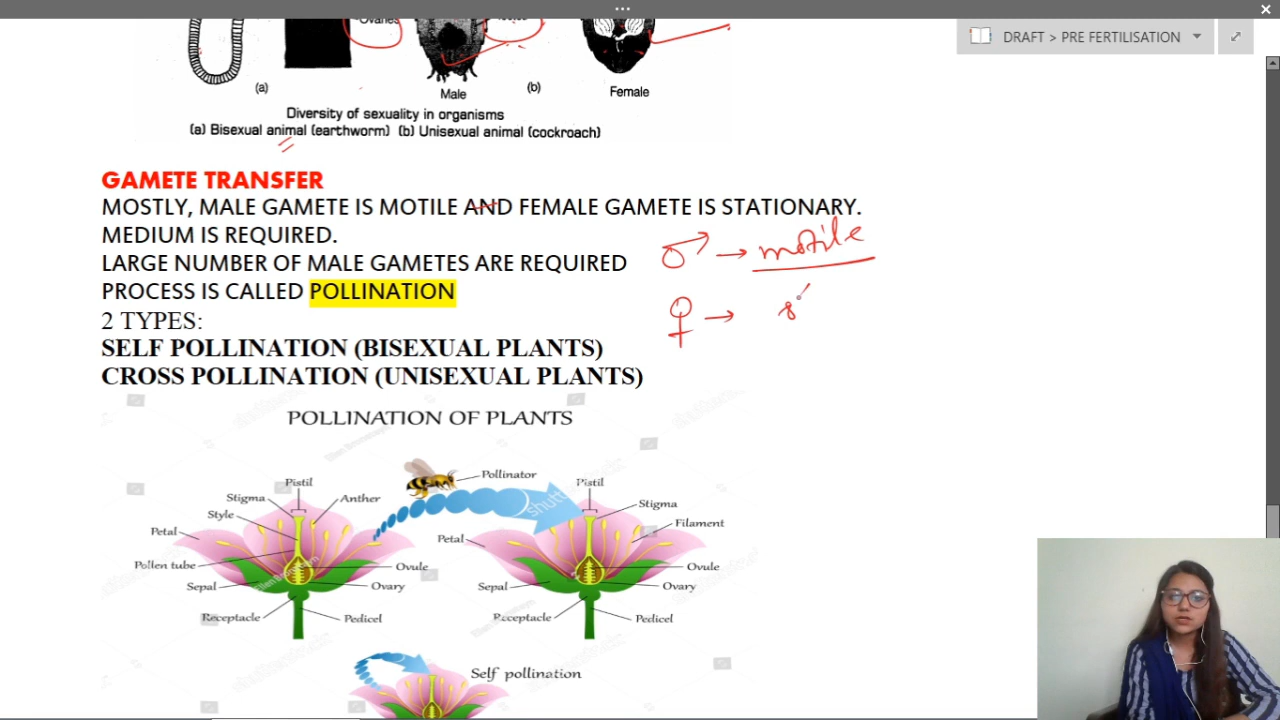 DRAFT > PRE FERTILISATION
Ovaries
(a)
Male
(b)
Female
Diversity of sexuality in organisms
(a) Bisexual animal (earthworm) (b) Unisexual animal (cockroach)
GAMETE TRANSFER
MOSTLY, MALE GAMETE IS MOTILE AND FEMALE GAMETE IS STATIONARY.
MEDIUM IS REQUIRED.
♂ → motile
LARGE NUMBER OF MALE GAMETES ARE REQUIRED
PROCESS IS CALLED POLLINATION
♀ → s
2 TYPES:
SELF POLLINATION (BISEXUAL PLANTS)
CROSS POLLINATION (UNISEXUAL PLANTS)
POLLINATION OF PLANTS
Pistil
Stigma
Anther
Style
Petal
Pollen tube
Ovule
Sepal
Ovary
Receptacle
Pedicel
Pollinator
Pistil
Stigma
Filament
Petal
Ovule
Sepal
Ovary
Receptacle
Pedicel
Self pollination